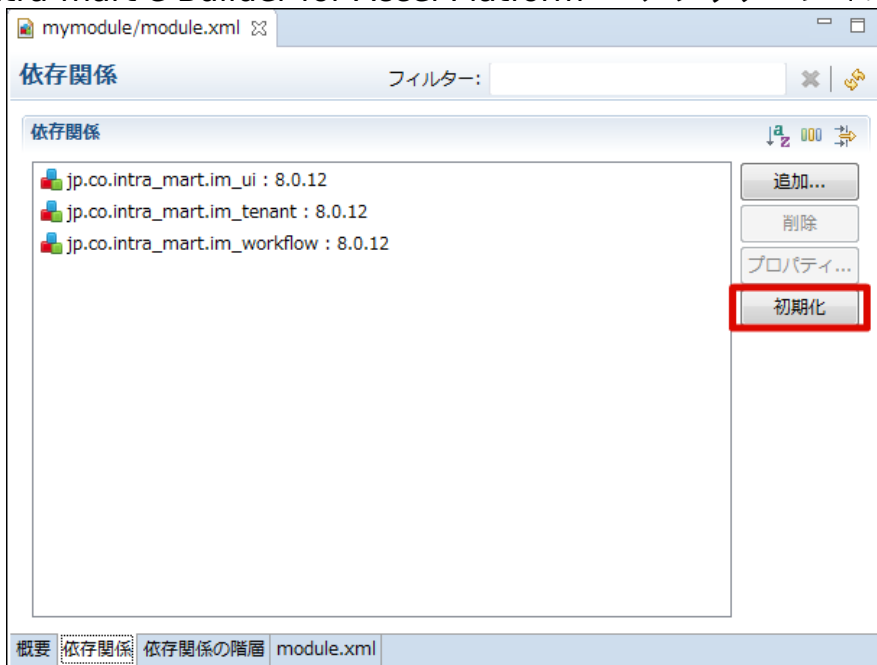 mymodule/module.xml
依存関係
フィルター:
依存関係
jp.co.intra_mart.im_ui : 8.0.12
jp.co.intra_mart.im_tenant : 8.0.12
jp.co.intra_mart.im_workflow : 8.0.12
追加...
削除
プロパティ...
初期化
概要 依存関係 依存関係の階層 module.xml